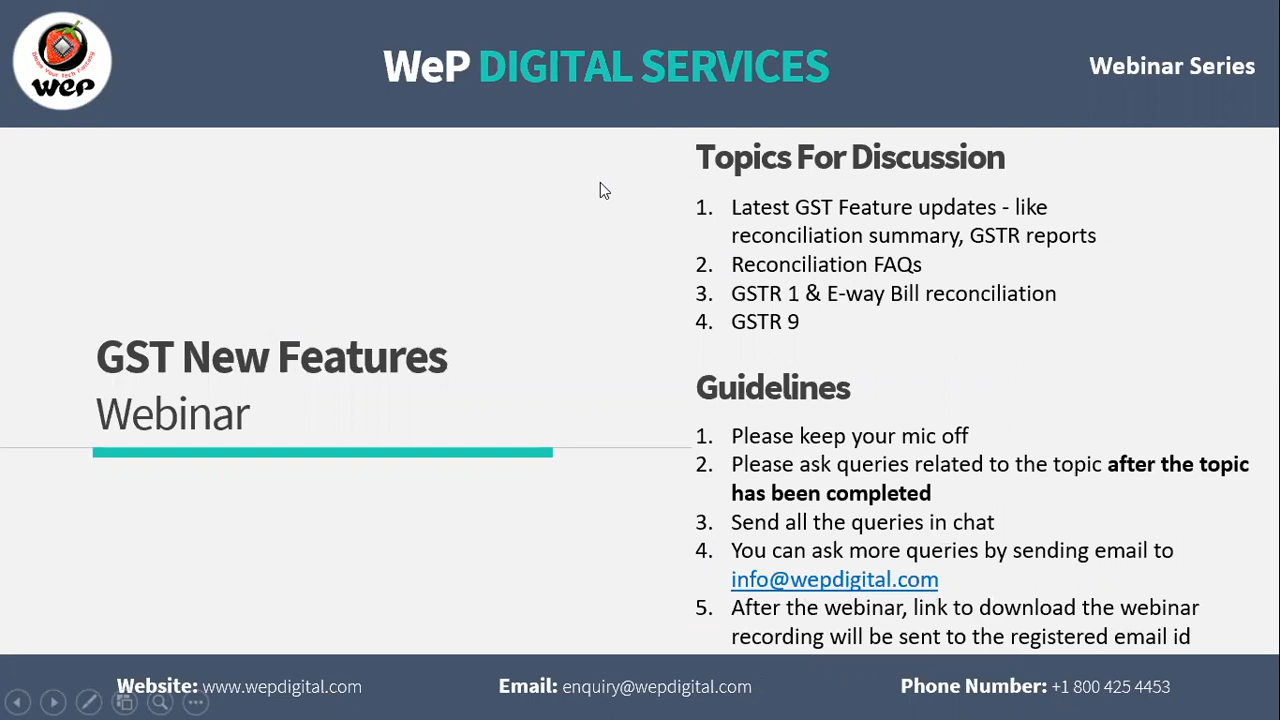 WeP
WeP DIGITAL SERVICES
Webinar Series
GST New Features
Webinar
Topics For Discussion
1. Latest GST Feature updates - like
reconciliation summary, GSTR reports
2. Reconciliation FAQs
3. GSTR 1 & E-way Bill reconciliation
4. GSTR 9
Guidelines
1. Please keep your mic off
2. Please ask queries related to the topic after the topic
has been completed
3. Send all the queries in chat
4. You can ask more queries by sending email to
info@wepdigital.com
5. After the webinar, link to download the webinar
recording will be sent to the registered email id
Website: www.wepdigital.com
Email: enquiry@wepdigital.com
Phone Number: +1 800 425 4453